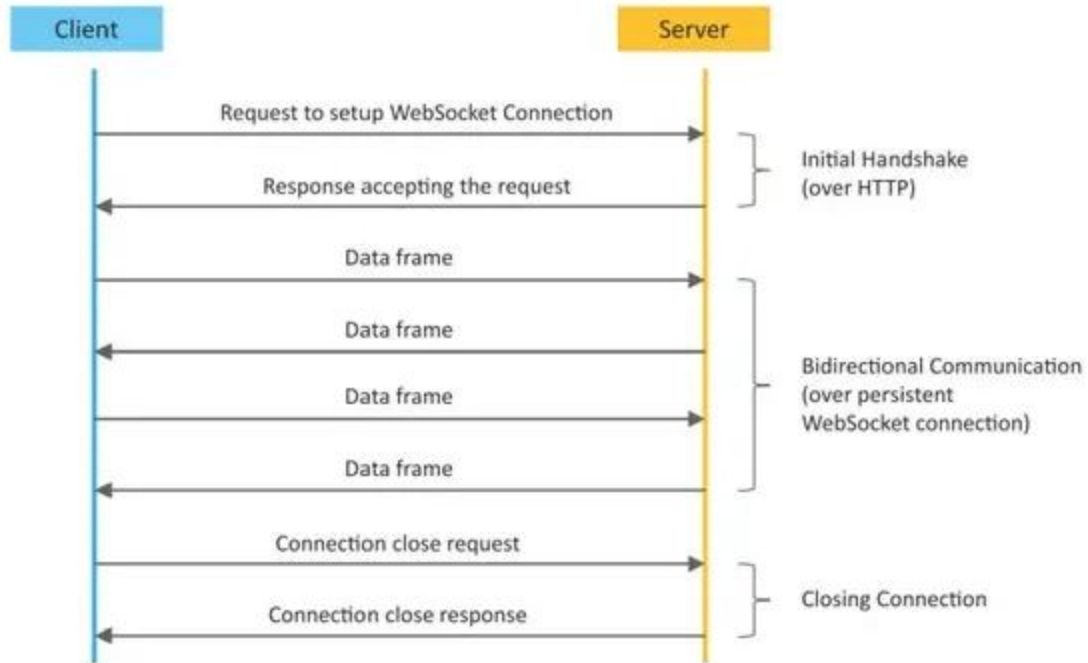 Client
Server
Request to setup WebSocket Connection
Response accepting the request
Initial Handshake
(over HTTP)
Data frame
Data frame
Data frame
Data frame
Bidirectional Communication
(over persistent
WebSocket connection)
Connection close request
Connection close response
Closing Connection